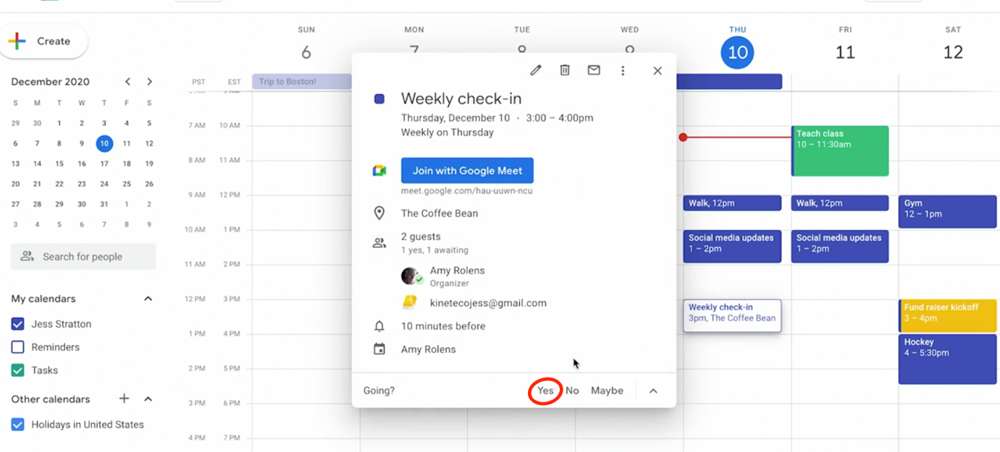 Create
December 2020
S M T W T F S
29 30 1 2 3 4 5
6 7 8 9 10 11 12
13 14 15 16 17 18 19
20 21 22 23 24 25 26
27 28 29 30 31 1 2
3 4 5 6 7 8 9
Search for people
My calendars
Jess Stratton
Reminders
Tasks
Other calendars
Holidays in United States
SUN MON TUE WED THU FRI SAT
6 7 8 9 10 11 12
PST EST
Trip to Boston!
7 AM 10 AM
8 AM 11 AM
9 AM 12 PM
10 AM 1 PM
11 AM 2 PM
12 PM 3 PM
1 PM 4 PM
2 PM 5 PM
3 PM 6 PM
4 PM 7 PM
Weekly check-in
Thursday, December 10 · 3:00 – 4:00pm
Weekly on Thursday
Join with Google Meet
meet.google.com/hau-uuwn-ncu
The Coffee Bean
2 guests
1 yes, 1 awaiting
Amy Rolens
Organizer
kinetecojess@gmail.com
10 minutes before
Amy Rolens
Going?
Yes No Maybe
Walk, 12pm
Social media updates
1 – 2pm
Weekly check-in
3pm, The Coffee Bean
Teach class
10 – 11:30am
Walk, 12pm
Social media updates
1 – 2pm
Gym
12 – 1pm
Fund raiser kickoff
3 – 4pm
Hockey
4 – 5:30pm